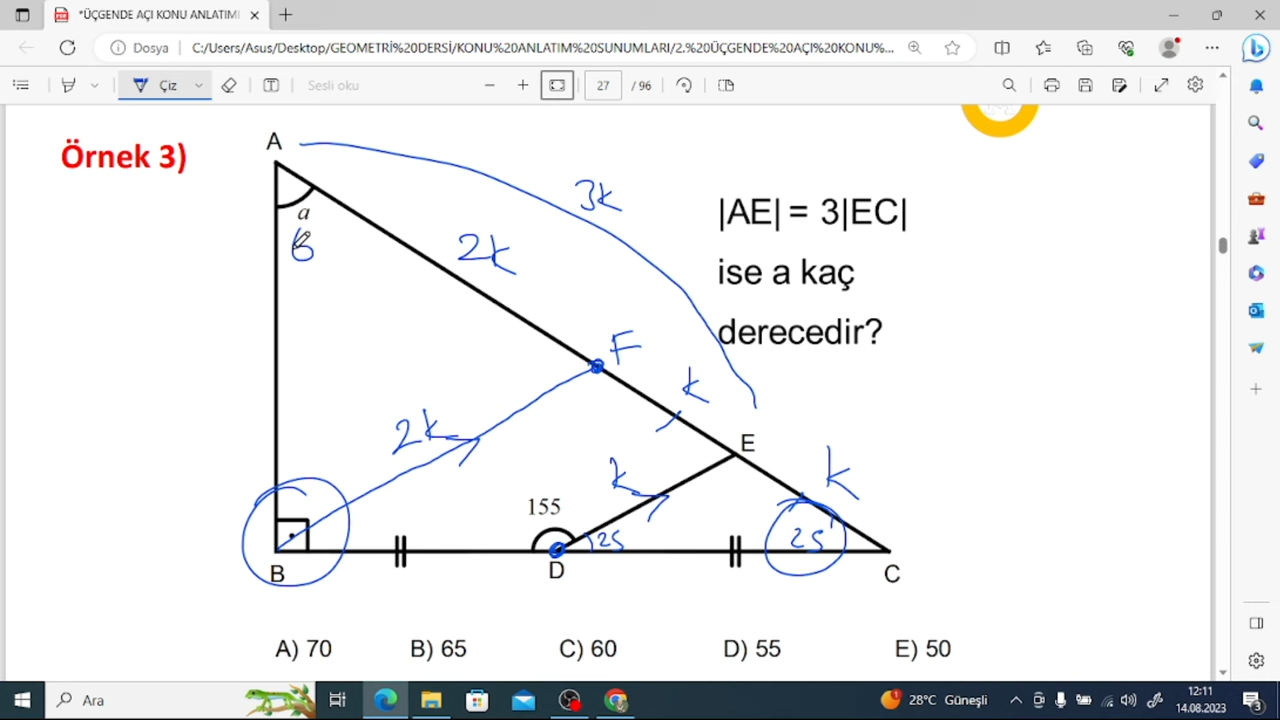 *ÜÇGENDE AÇI KONU ANLATIMI
Dosya
C:/Users/Asus/Desktop/GEOMETRİ%20DERSİ/KONU%20ANLATIM%20SUNUMLARI/2.%20ÜÇGENDE%20AÇI%20KONU%...
Çiz
Sesli oku
27 / 96
Örnek 3)
A
a
6
3k
2k
|AE| = 3|EC|
ise a kaç
derecedir?
F
k
2k
E
k
k
155
25
25
B
D
C
A) 70 B) 65 C) 60 D) 55 E) 50
Ara
28°C Güneşli
12:11
14.08.2023
3